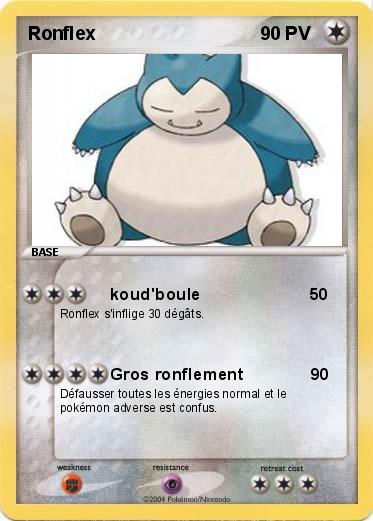 Ronflex 90 PV
BASE
koud'boule 50
Ronflex s'inflige 30 dégâts.
Gros ronflement 90
Défausser toutes les énergies normal et le
pokémon adverse est confus.
weakness resistance retreat cost
©2004 Pokémon/Nintendo